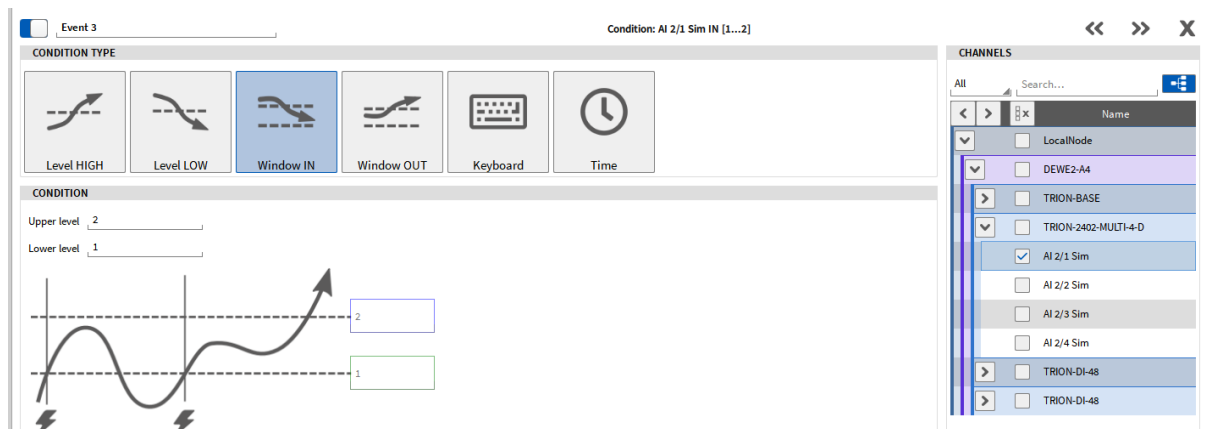 Event 3
Condition: AI 2/1 Sim IN [1...2]
X
CONDITION TYPE
Level HIGH
Level LOW
Window IN
Window OUT
Keyboard
Time
CONDITION
Upper level 2
Lower level 1
2
1
CHANNELS
All Search...
Name
LocalNode
DEWE2-A4
TRION-BASE
TRION-2402-MULTI-4-D
AI 2/1 Sim
AI 2/2 Sim
AI 2/3 Sim
AI 2/4 Sim
TRION-DI-48
TRION-DI-48